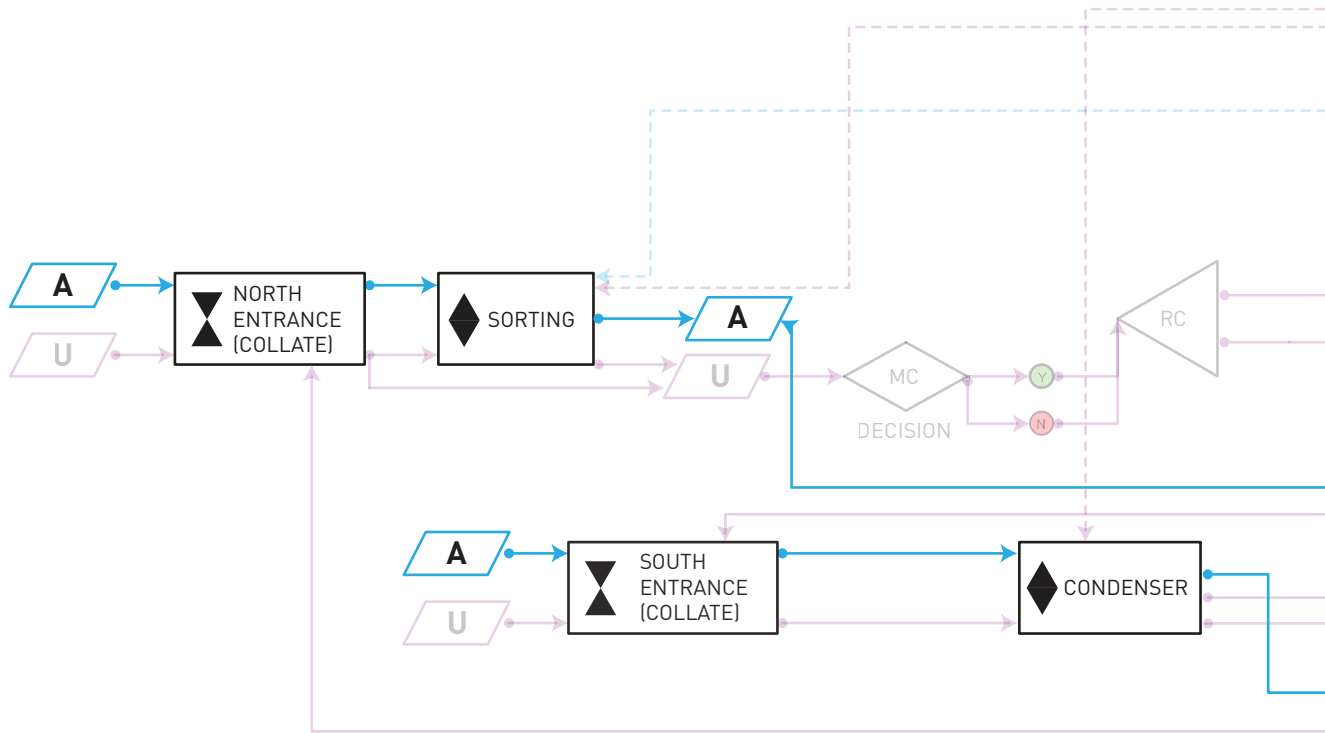 A
NORTH
ENTRANCE
(COLLATE)
U
SORTING
A
U
MC
DECISION
Y
N
RC
A
SOUTH
ENTRANCE
(COLLATE)
U
CONDENSER